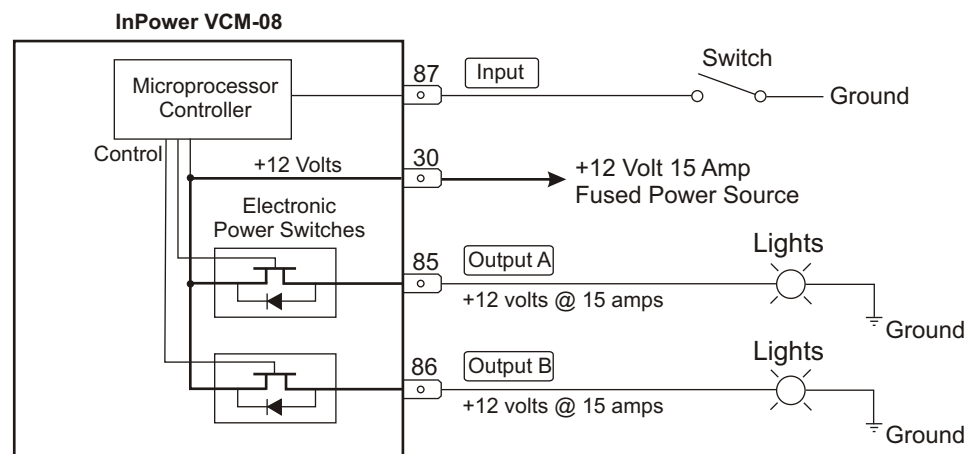 InPower VCM-08
Microprocessor
Controller
87
Input
Switch
Ground
Control
+12 Volts
30
+12 Volt 15 Amp
Fused Power Source
Electronic
Power Switches
85
Output A
+12 volts @ 15 amps
Lights
Ground
86
Output B
+12 volts @ 15 amps
Lights
Ground